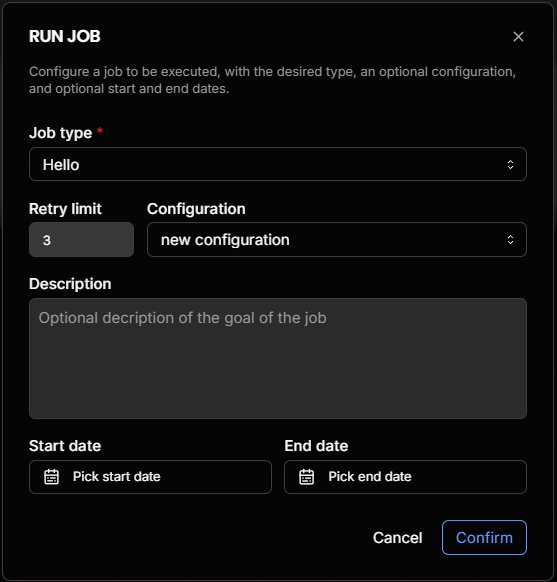 RUN JOB
Configure a job to be executed, with the desired type, an optional configuration,
and optional start and end dates.
Job type *
Hello
Retry limit Configuration
3 new configuration
Description
Optional decription of the goal of the job
Start date End date
Pick start date Pick end date
Cancel Confirm